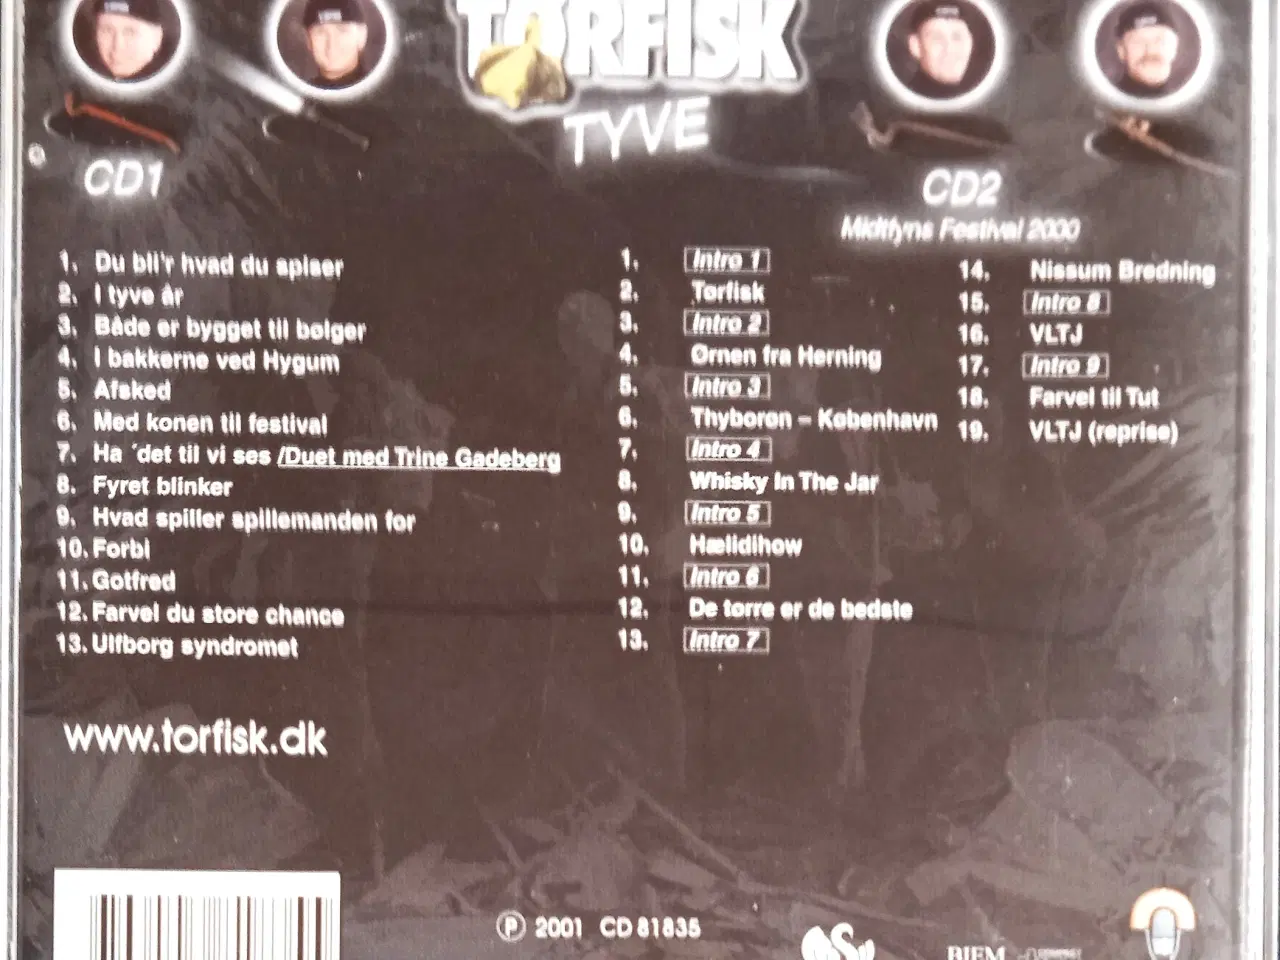 TORFISK
TYVE
CD1
1. Du bli'r hvad du spiser
2. I tyve år
3. Både er bygget til bølger
4. I bakkerne ved Hygum
5. Afsked
6. Med konen til festival
7. Ha ´det til vi ses /Duet med Trine Gadeberg
8. Fyret blinker
9. Hvad spiller spillemanden for
10. Forbi
11. Gotfred
12. Farvel du store chance
13. Ulfborg syndromet
www.torfisk.dk
CD2
Midtfyns Festival 2000
1. Intro 1
2. Tørfisk
3. Intro 2
4. Ørnen fra Herning
5. Intro 3
6. Thyborøn – København
7. Intro 4
8. Whisky In The Jar
9. Intro 5
10. Hælidihow
11. Intro 6
12. De tørre er de bedste
13. Intro 7
14. Nissum Bredning
15. Intro 8
16. VLTJ
17. Intro 9
18. Farvel til Tut
19. VLTJ (reprise)
Ⓟ 2001 CD 81835
BIEM